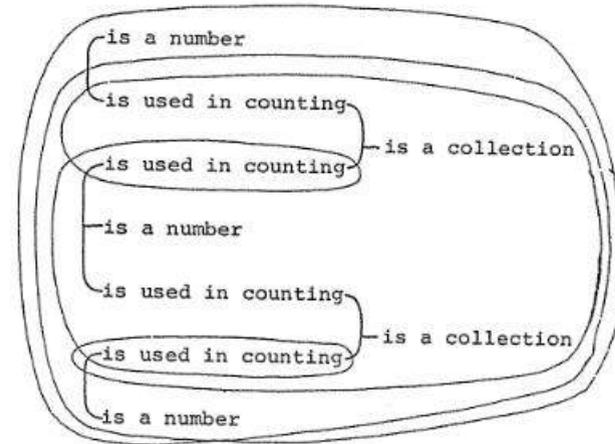 is a number
is used in counting
is a collection
is used in counting
is a number
is used in counting
is a collection
is used in counting
is a number